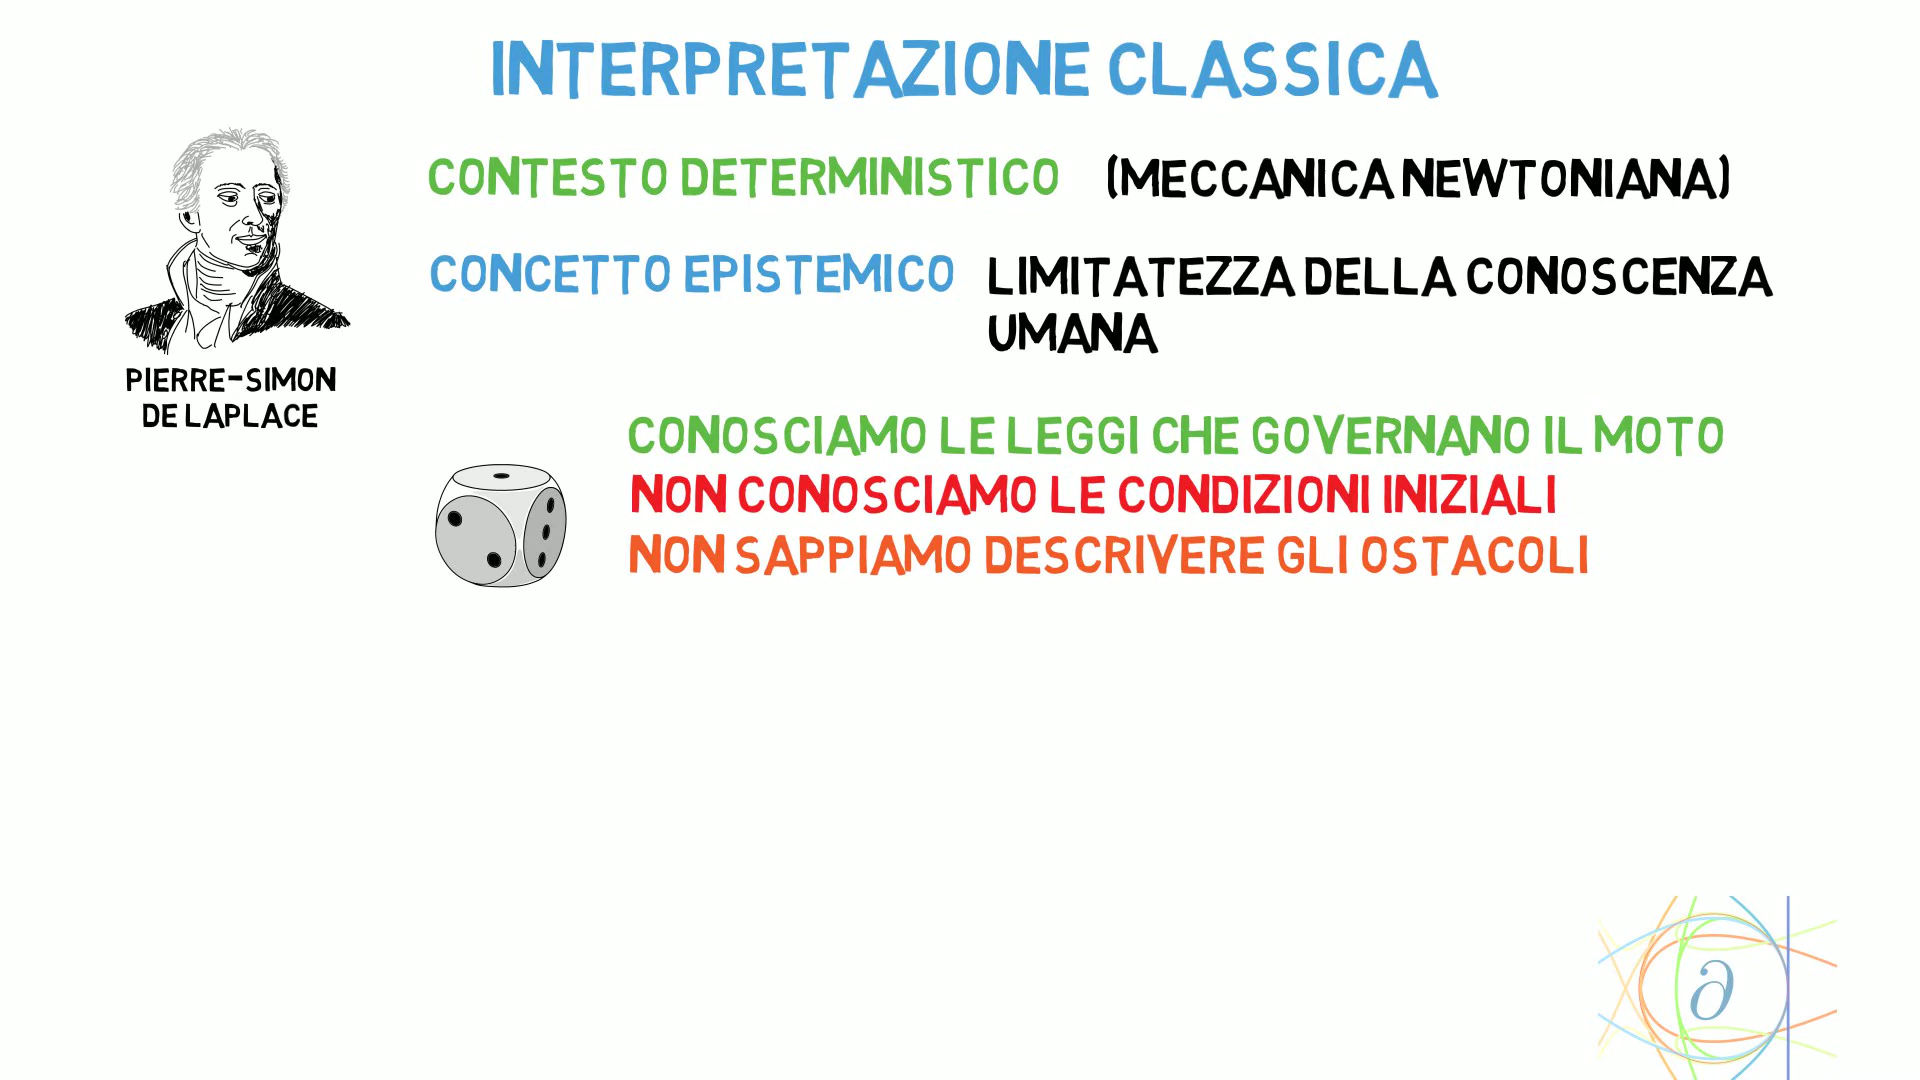 INTERPRETAZIONE CLASSICA
CONTESTO DETERMINISTICO (MECCANICA NEWTONIANA)
CONCETTO EPISTEMICO LIMITATEZZA DELLA CONOSCENZA
UMANA
PIERRE-SIMON
DE LAPLACE
CONOSCIAMO LE LEGGI CHE GOVERNANO IL MOTO
NON CONOSCIAMO LE CONDIZIONI INIZIALI
NON SAPPIAMO DESCRIVERE GLI OSTACOLI
∂